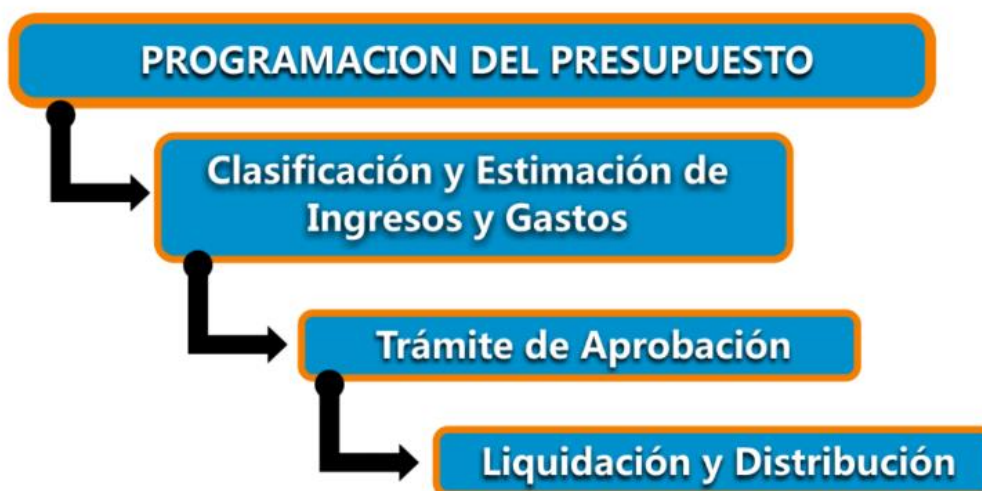 PROGRAMACION DEL PRESUPUESTO
Clasificación y Estimación de
Ingresos y Gastos
Trámite de Aprobación
Liquidación y Distribución